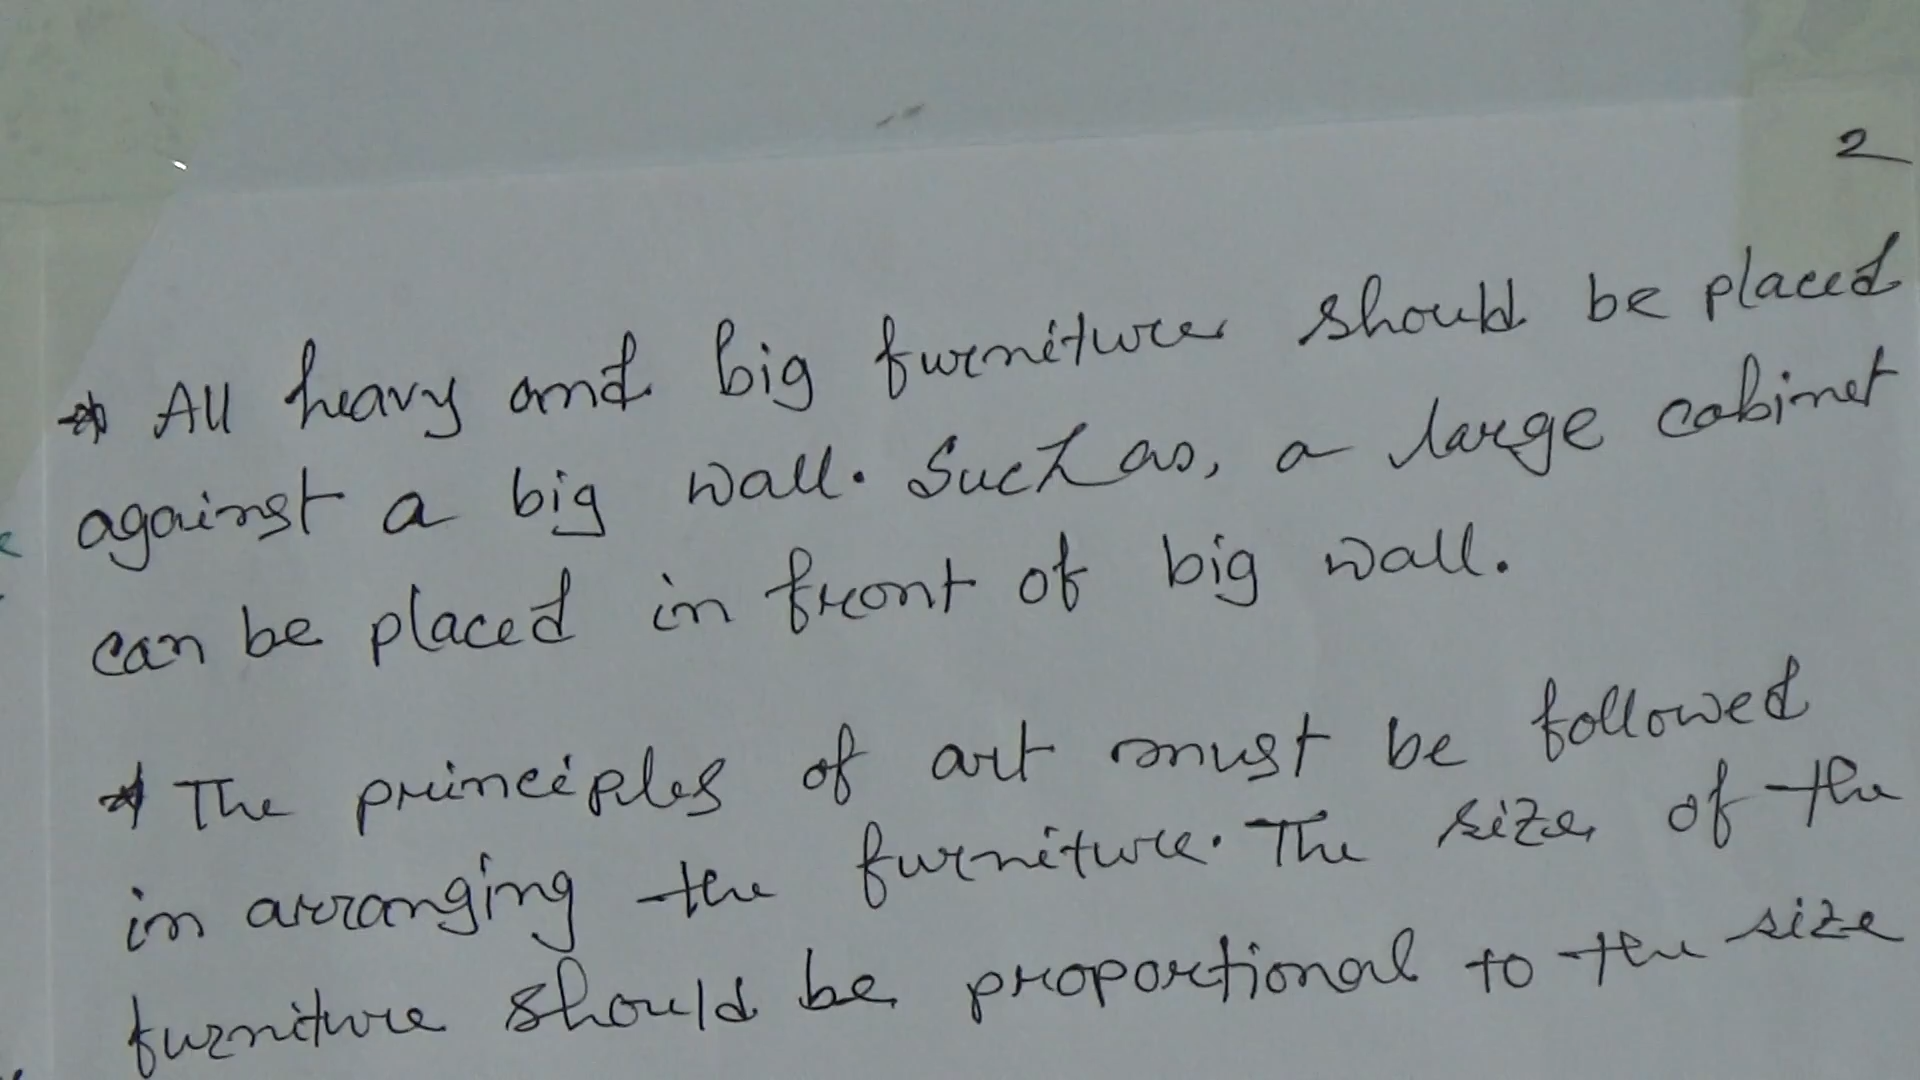 2
* All heavy and big furnitures should be placed
against a big wall. Such as, a large cabinet
can be placed in front of big wall.
* The principles of art must be followed
in arranging the furniture. The size of the
furniture should be proportional to the size